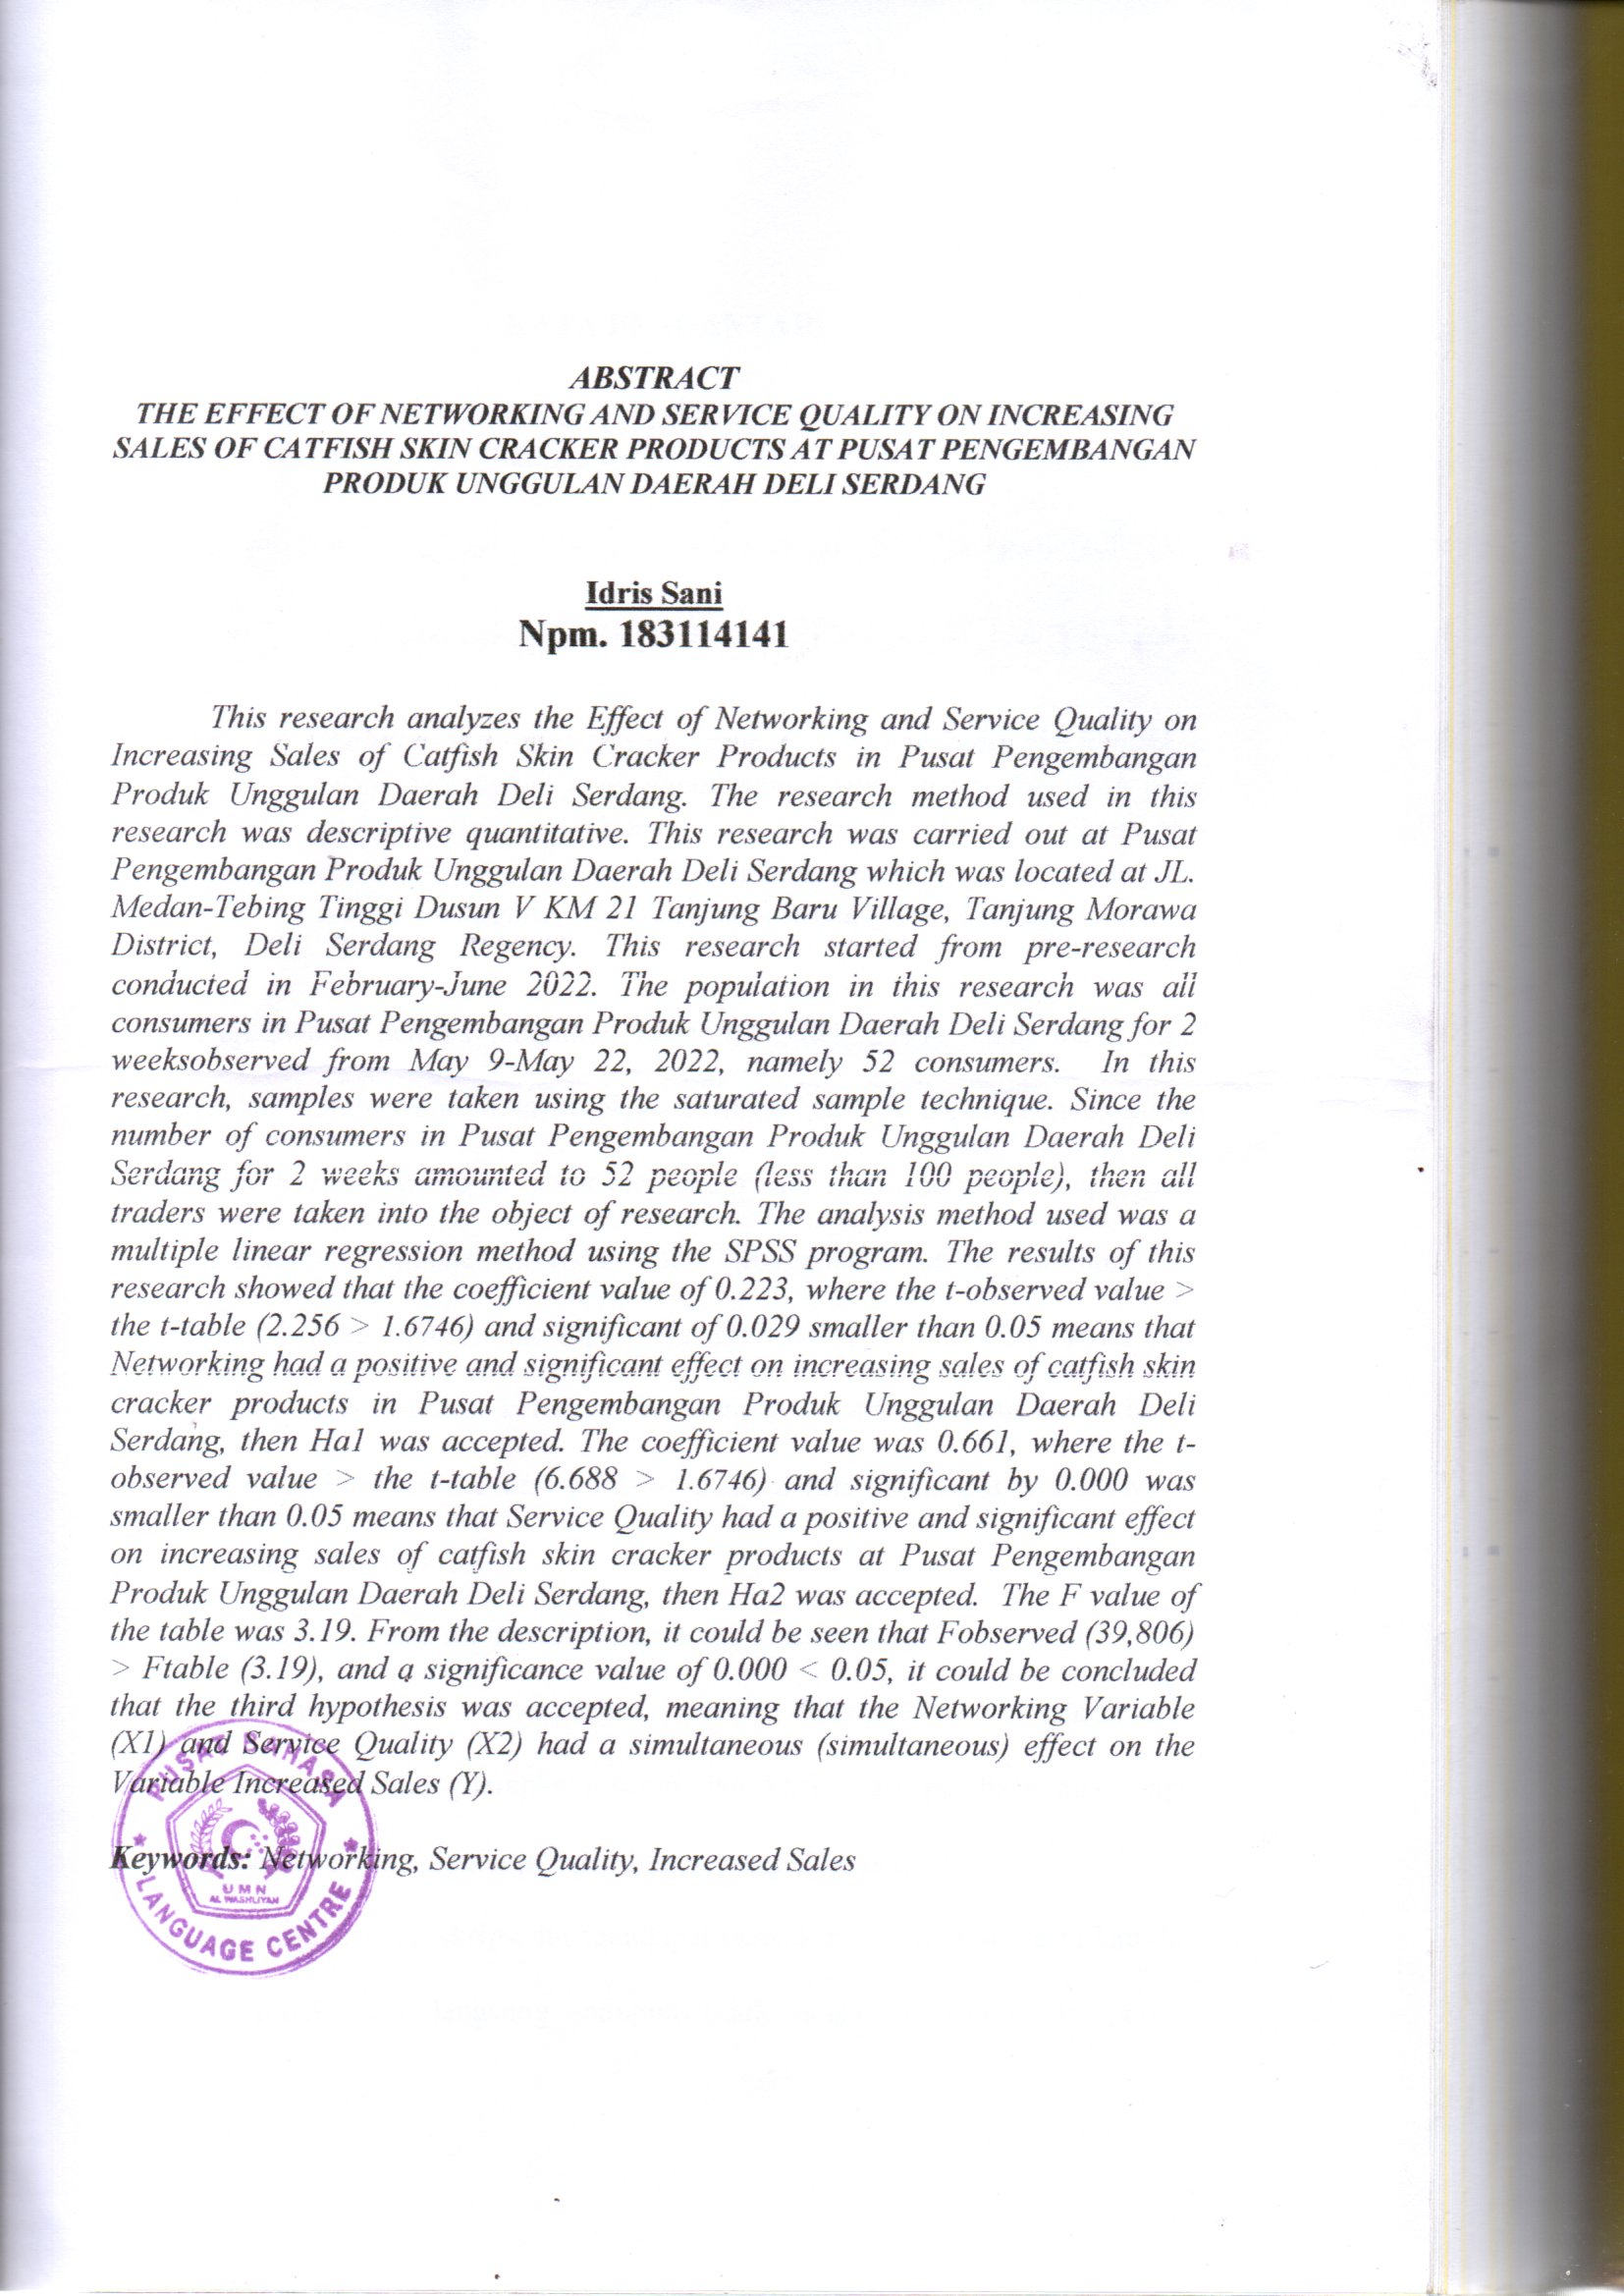 ABSTRACT
THE EFFECT OF NETWORKING AND SERVICE QUALITY ON INCREASING
SALES OF CATFISH SKIN CRACKER PRODUCTS AT PUSAT PENGEMBANGAN
PRODUK UNGGULAN DAERAH DELI SERDANG
Idris Sani
Npm. 183114141
This research analyzes the Effect of Networking and Service Quality on
Increasing Sales of Catfish Skin Cracker Products in Pusat Pengembangan
Produk Unggulan Daerah Deli Serdang. The research method used in this
research was descriptive quantitative. This research was carried out at Pusat
Pengembangan Produk Unggulan Daerah Deli Serdang which was located at JL.
Medan-Tebing Tinggi Dusun V KM 21 Tanjung Baru Village, Tanjung Morawa
District, Deli Serdang Regency. This research started from pre-research
conducted in February-June 2022. The population in this research was all
consumers in Pusat Pengembangan Produk Unggulan Daerah Deli Serdang for 2
weeksobserved from May 9-May 22, 2022, namely 52 consumers. In this
research, samples were taken using the saturated sample technique. Since the
number of consumers in Pusat Pengembangan Produk Unggulan Daerah Deli
Serdang for 2 weeks amounted to 52 people (less than 100 people), then all
traders were taken into the object of research. The analysis method used was a
multiple linear regression method using the SPSS program. The results of this
research showed that the coefficient value of 0.223, where the t-observed value >
the t-table (2.256 > 1.6746) and significant of 0.029 smaller than 0.05 means that
Networking had a positive and significant effect on increasing sales of catfish skin
cracker products in Pusat Pengembangan Produk Unggulan Daerah Deli
Serdang, then Ha1 was accepted. The coefficient value was 0.661, where the t-
observed value > the t-table (6.688 > 1.6746) and significant by 0.000 was
smaller than 0.05 means that Service Quality had a positive and significant effect
on increasing sales of catfish skin cracker products at Pusat Pengembangan
Produk Unggulan Daerah Deli Serdang, then Ha2 was accepted. The F value of
the table was 3.19. From the description, it could be seen that Fobserved (39,806)
> Ftable (3.19), and a significance value of 0.000 < 0.05, it could be concluded
that the third hypothesis was accepted, meaning that the Networking Variable
(X1) and Service Quality (X2) had a simultaneous (simultaneous) effect on the
Variable Increased Sales (Y).
Keywords: Networking, Service Quality, Increased Sales
PUSAT BAHASA
UMN
AL WASHLIYAH
LANGUAGE CENTRE